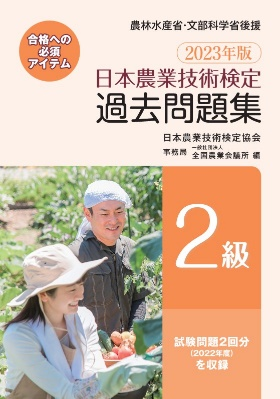 農林水産省・文部科学省後援
合格への
必須
アイテム
2023年版
日本農業技術検定
過去問題集
日本農業技術検定協会
事務局 一般社団法人 全国農業会議所 編
2級
試験問題2回分
(2022年度)
を収録